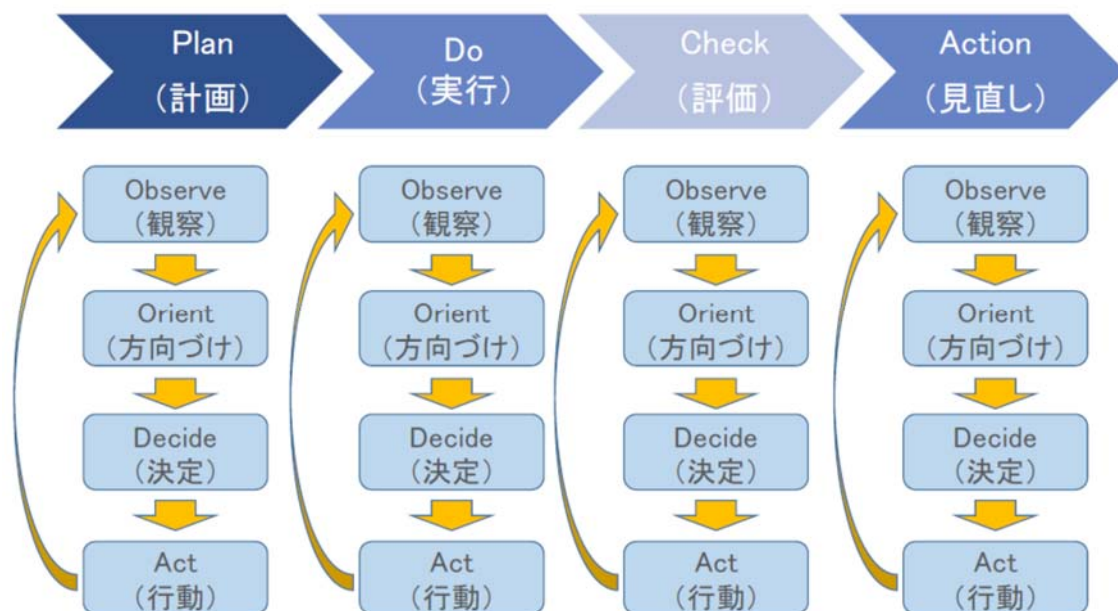 Plan
（計画）
Do
（実行）
Check
（評価）
Action
（見直し）
Observe
（観察）
Orient
（方向づけ）
Decide
（決定）
Act
（行動）
Observe
（観察）
Orient
（方向づけ）
Decide
（決定）
Act
（行動）
Observe
（観察）
Orient
（方向づけ）
Decide
（決定）
Act
（行動）
Observe
（観察）
Orient
（方向づけ）
Decide
（決定）
Act
（行動）